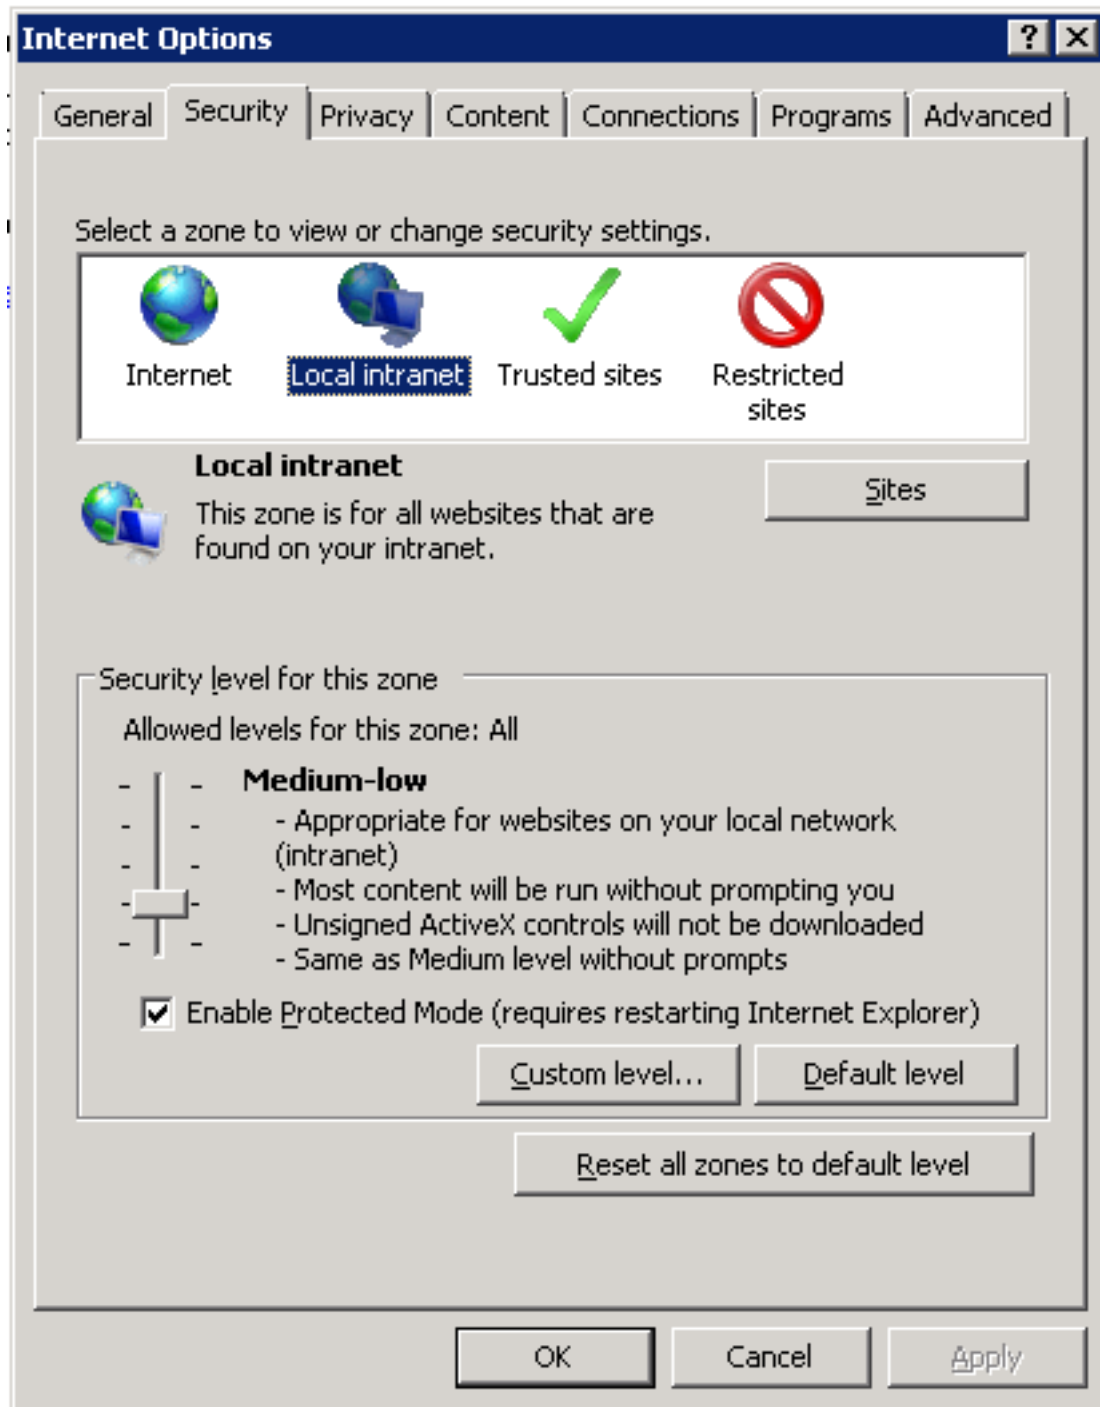 Internet Options
General Security Privacy Content Connections Programs Advanced
Select a zone to view or change security settings.
Internet Local intranet Trusted sites Restricted
sites
Local intranet
Sites
This zone is for all websites that are
found on your intranet.
Security level for this zone
Allowed levels for this zone: All
Medium-low
- Appropriate for websites on your local network
(intranet)
- Most content will be run without prompting you
- Unsigned ActiveX controls will not be downloaded
- Same as Medium level without prompts
Enable Protected Mode (requires restarting Internet Explorer)
Custom level... Default level
Reset all zones to default level
OK Cancel Apply